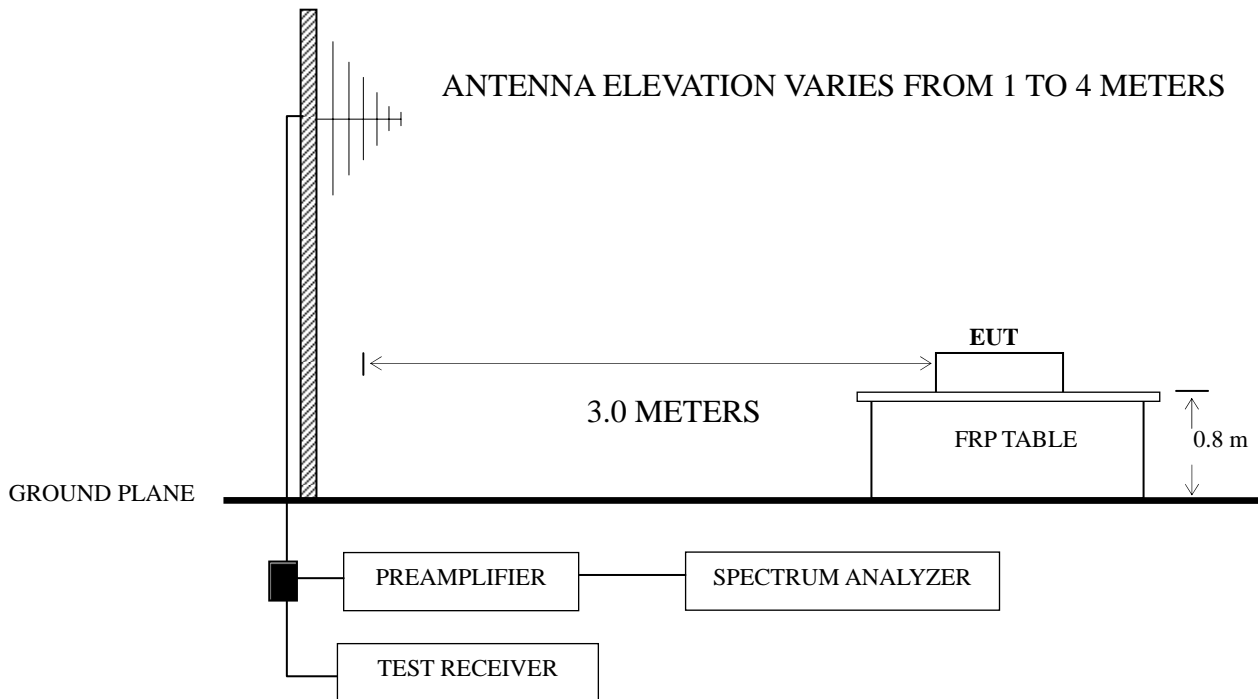 ANTENNA ELEVATION VARIES FROM 1 TO 4 METERS
EUT
3.0 METERS
FRP TABLE
0.8 m
GROUND PLANE
PREAMPLIFIER
SPECTRUM ANALYZER
TEST RECEIVER